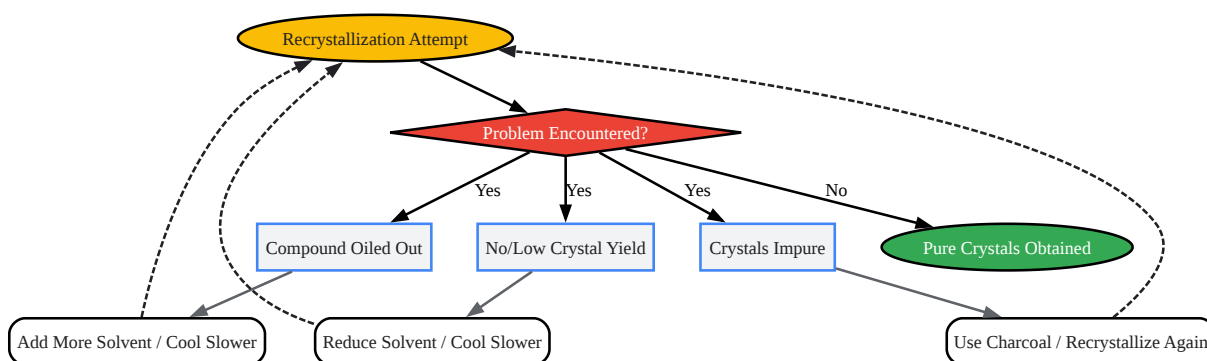 Recrystallization Attempt
Problem Encountered?
Yes
Yes
Yes
No
Compound Oiled Out
No/Low Crystal Yield
Crystals Impure
Pure Crystals Obtained
Add More Solvent / Cool Slower
Reduce Solvent / Cool Slower
Use Charcoal / Recrystallize Again